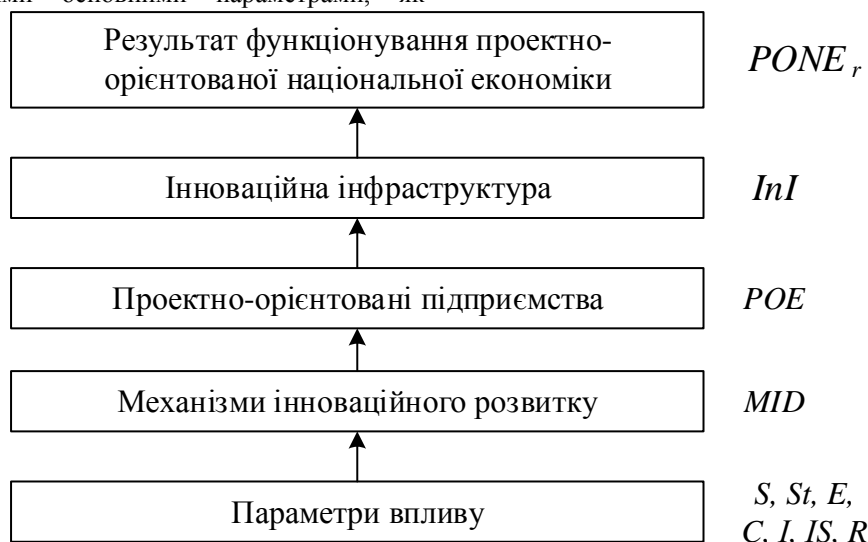 основними параметрами, як
Результат функціонування проектно-
орієнтованої національної економіки
PONE r
Інноваційна інфраструктура
InI
Проектно-орієнтовані підприємства
POE
Механізми інноваційного розвитку
MID
Параметри впливу
S, St, E,
C, I, IS, R